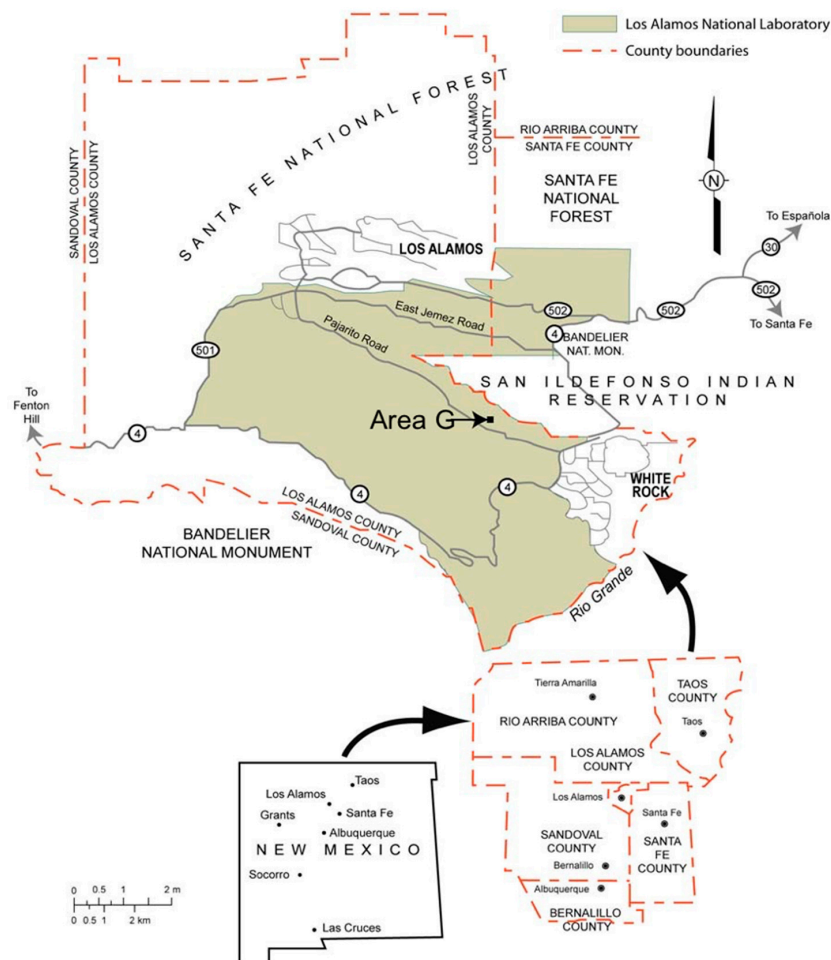 Los Alamos National Laboratory
County boundaries
SANTA FE NATIONAL FOREST
LOS ALAMOS
COUNTY
RIO ARRIBA COUNTY
SANTA FE COUNTY
SANDOVAL COUNTY
LOS ALAMOS COUNTY
SANTA FE
NATIONAL
FOREST
N
To Española
30
LOS ALAMOS
502
502
502
To Santa Fe
East Jemez Road
4
BANDELIER
NAT. MON.
Pajarito Road
501
SAN ILDEFONSO INDIAN
RESERVATION
To
Fenton
Hill
Area G
4
WHITE
ROCK
4
4
LOS ALAMOS COUNTY
SANDOVAL COUNTY
BANDELIER
NATIONAL MONUMENT
Rio Grande
Tierra Amarilla
TAOS
COUNTY
RIO ARRIBA COUNTY
Taos
LOS ALAMOS
COUNTY
Los Alamos
Santa Fe
SANDOVAL
COUNTY
SANTA
FE
COUNTY
Bernalillo
Albuquerque
BERNALILLO
COUNTY
Taos
Los Alamos
Grants
Santa Fe
Albuquerque
NEW MEXICO
Socorro
Las Cruces
0 0.5 1 2 m
0 0.5 1 2 km